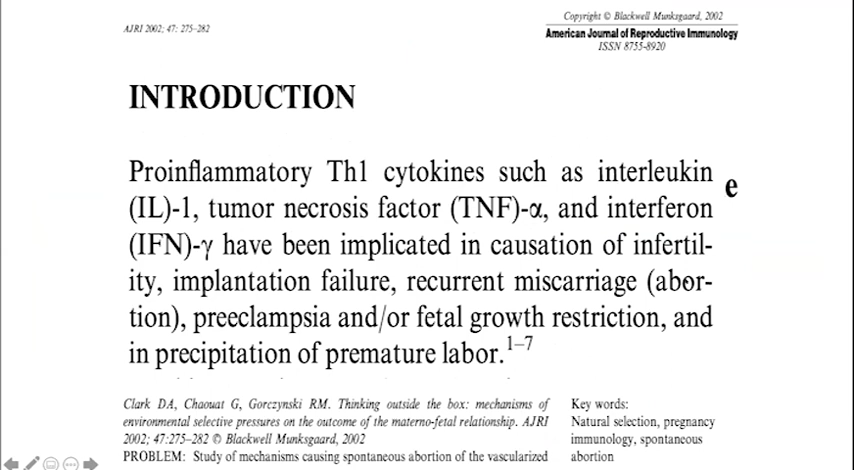 AJRI 2002; 47: 275–282
Copyright © Blackwell Munksgaard, 2002
American Journal of Reproductive Immunology
ISSN 8755-8920
INTRODUCTION
Proinflammatory Th1 cytokines such as interleukin
(IL)-1, tumor necrosis factor (TNF)-α, and interferon
(IFN)-γ have been implicated in causation of infertil-
ity, implantation failure, recurrent miscarriage (abor-
tion), preeclampsia and/or fetal growth restriction, and
in precipitation of premature labor.1–7
e
Clark DA, Chaouat G, Gorczynski RM. Thinking outside the box: mechanisms of
environmental selective pressures on the outcome of the materno-fetal relationship. AJRI
2002; 47:275–282 © Blackwell Munksgaard, 2002
PROBLEM: Study of mechanisms causing spontaneous abortion of the vascularized
Key words:
Natural selection, pregnancy
immunology, spontaneous
abortion